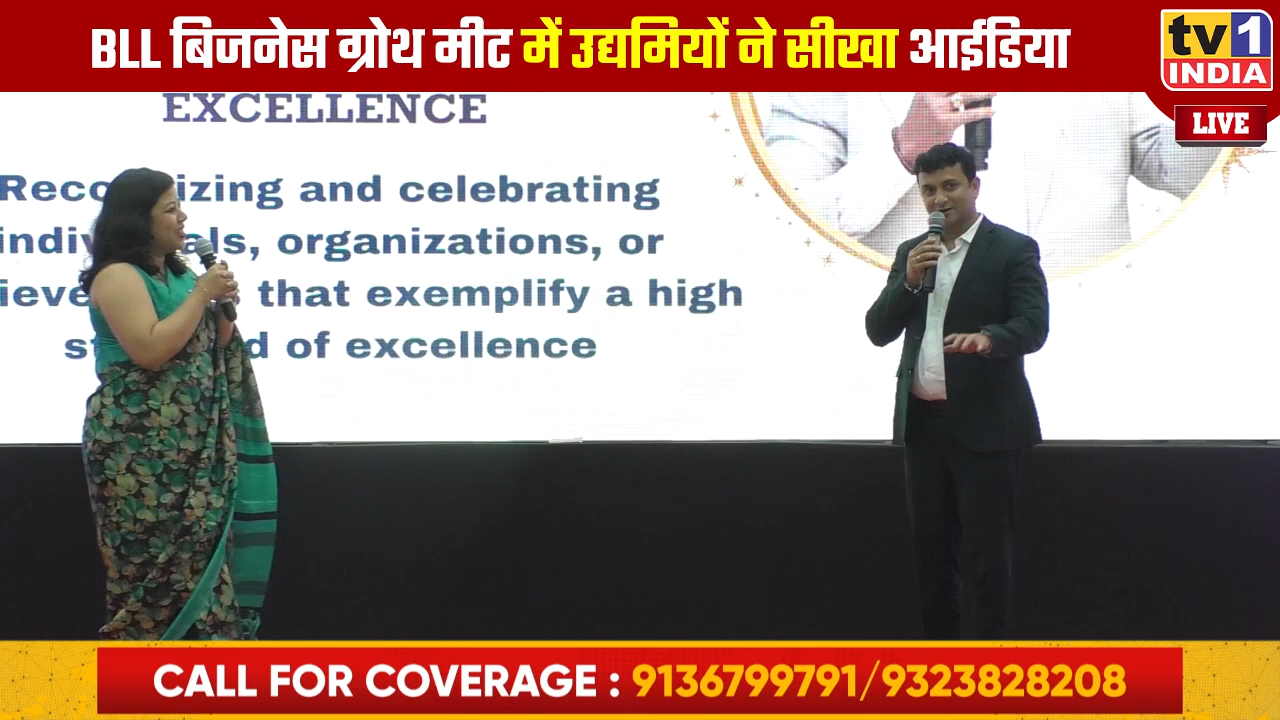 BLL बिजनेस ग्रोथ मीट में उद्यमियों ने सीखा आईडिया
tv1
INDIA
LIVE
EXCELLENCE
and celebrating
organizations, or
that exemplify a high
of excellence
CALL FOR COVERAGE : 9136799791/9323828208